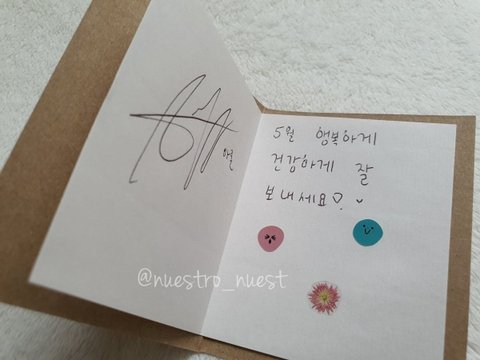 5월 행복하게
건강하게 잘
보내세요♡
@nuestro_nuest